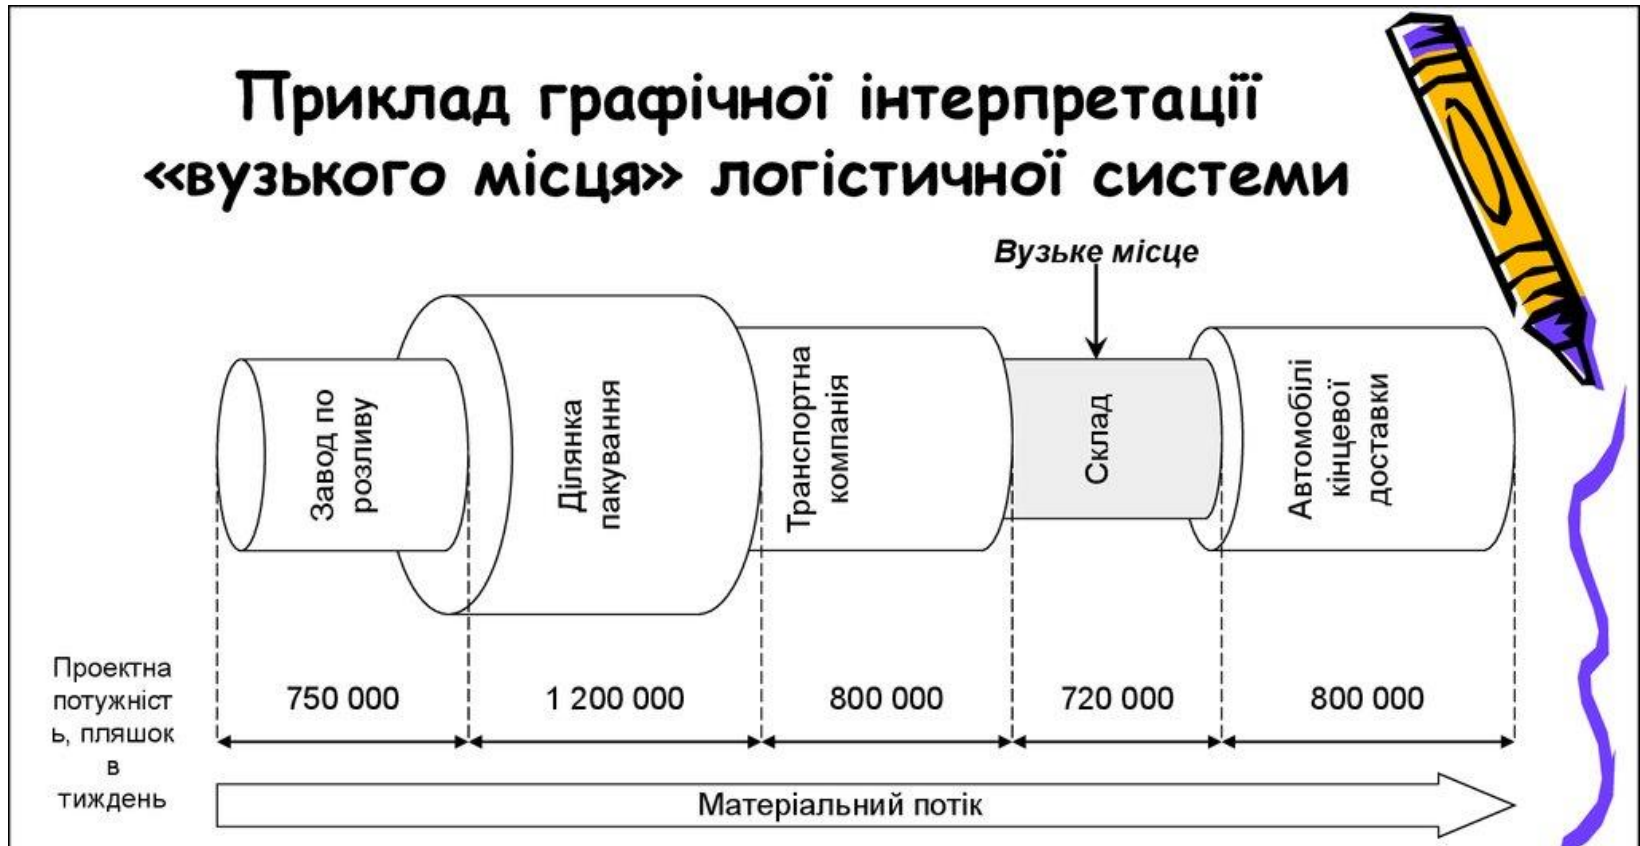 Приклад графічної інтерпретації
«вузького місця» логістичної системи
Вузьке місце
Завод по
розливу
Ділянка
пакування
Транспортна
компанія
Склад
Автомобілі
кінцевої
доставки
Проектна
потужніст
ь, пляшок
в
тиждень
750 000
1 200 000
800 000
720 000
800 000
Матеріальний потік